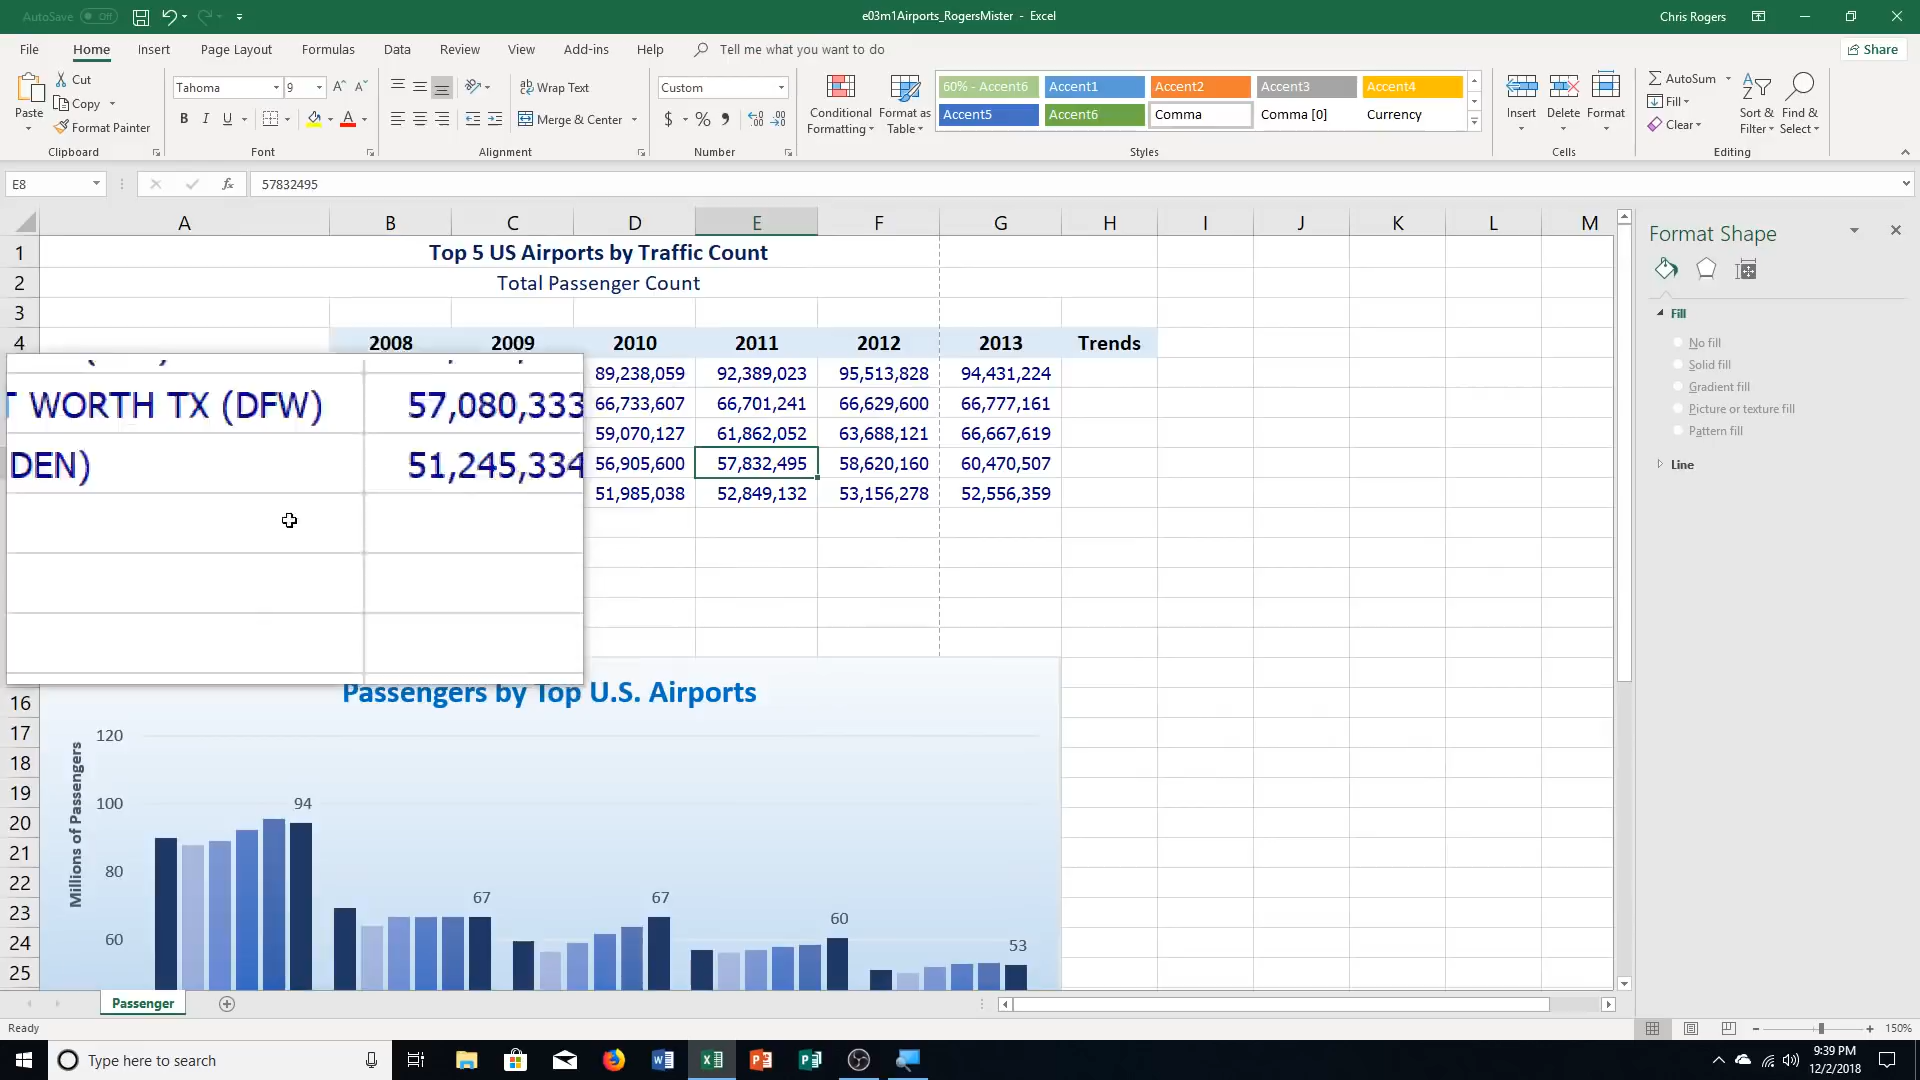 AutoSave Off
e03m1Airports_RogersMister - Excel
Chris Rogers
File Home Insert Page Layout Formulas Data Review View Add-ins Help Tell me what you want to do Share
Paste
Cut
Copy
Format Painter
Clipboard
Tahoma 9
B I U A
Font
Wrap Text
Merge & Center
Alignment
Custom
$ % ,
Number
Conditional Formatting
Format as Table
60% - Accent6 Accent1 Accent2 Accent3 Accent4
Accent5 Accent6 Comma Comma [0] Currency
Styles
Insert Delete Format
Cells
AutoSum
Fill
Clear
Sort & Filter
Find & Select
Editing
E8 fx 57832495
A B C D E F G H I J K L M
1 Top 5 US Airports by Traffic Count
2 Total Passenger Count
3
4 2008 2009 2010 2011 2012 2013 Trends
89,238,059 92,389,023 95,513,828 94,431,224
66,733,607 66,701,241 66,629,600 66,777,161
59,070,127 61,862,052 63,688,121 66,667,619
56,905,600 57,832,495 58,620,160 60,470,507
51,985,038 52,849,132 53,156,278 52,556,359
WORTH TX (DFW) 57,080,333
DEN) 51,245,334
Passengers by Top U.S. Airports
Millions of Passengers
120
100
80
60
94
67
67
60
53
16
17
18
19
20
21
22
23
24
25
Format Shape
Fill
No fill
Solid fill
Gradient fill
Picture or texture fill
Pattern fill
Line
Passenger
Ready
150%
Type here to search
9:39 PM
12/2/2018